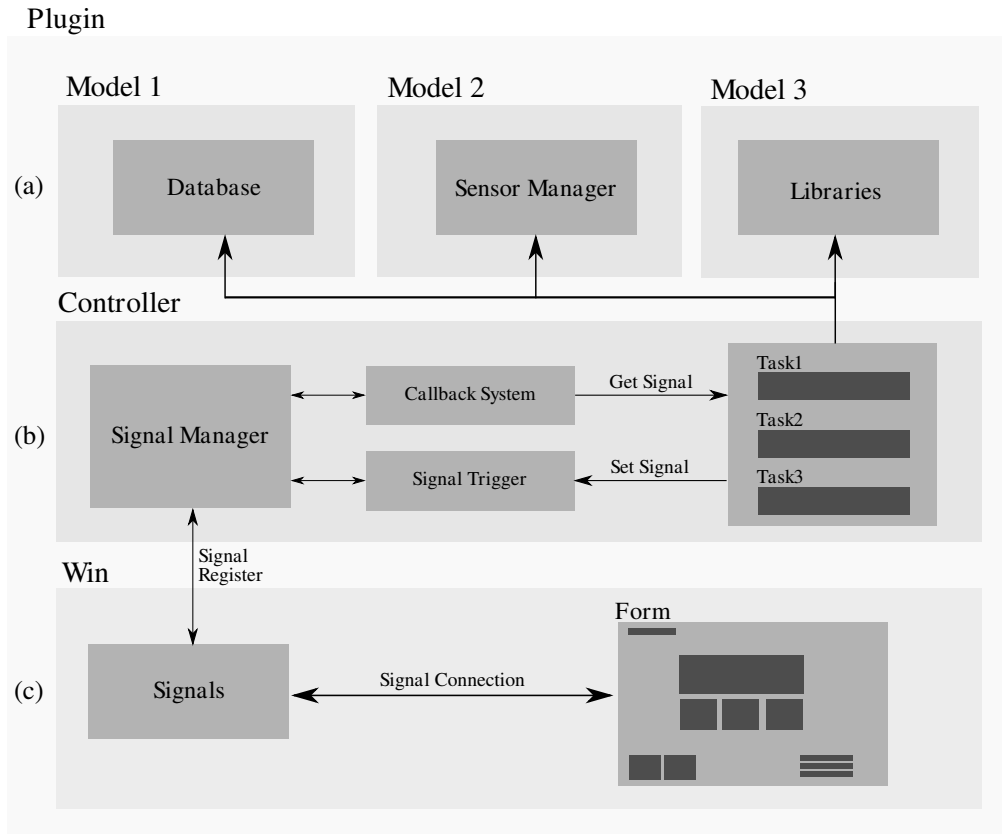 Plugin
Model 1
Model 2
Model 3
(a)
Database
Sensor Manager
Libraries
Controller
(b)
Signal Manager
Callback System
Get Signal
Signal Trigger
Set Signal
Task1
Task2
Task3
Signal
Register
Win
(c)
Signals
Signal Connection
Form